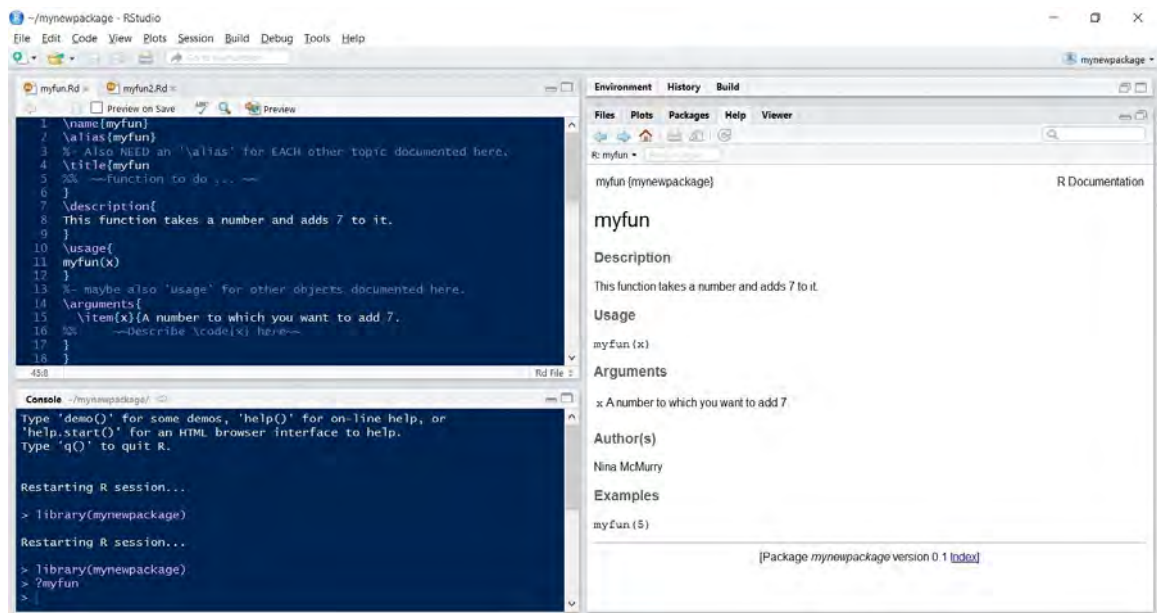 ~/mynewpackage - RStudio
File Edit Code View Plots Session Build Debug Tools Help
Go to file/function
mynewpackage
myfun.Rd myfun2.Rd
Preview on Save ABC Preview
1 \name{myfun}
2 \alias{myfun}
3 %- Also NEED an '\alias' for EACH other topic documented here.
4 \title{myfun
5 %% ~~function to do ... ~~
6 }
7 \description{
8 This function takes a number and adds 7 to it.
9 }
10 \usage{
11 myfun(x)
12 }
13 %- maybe also 'usage' for other objects documented here.
14 \arguments{
15 \item{x}{A number to which you want to add 7.
16 %% ~~Describe \code{x} here~~
17 }
18 }
43:8 Rd File
Console ~/mynewpackage/
Type 'demo()' for some demos, 'help()' for on-line help, or
'help.start()' for an HTML browser interface to help.
Type 'q()' to quit R.
Restarting R session...
> library(mynewpackage)
Restarting R session...
> library(mynewpackage)
> ?myfun
>
Environment History Build
Files Plots Packages Help Viewer
R: myfun
myfun {mynewpackage} R Documentation
myfun
Description
This function takes a number and adds 7 to it.
Usage
myfun(x)
Arguments
x A number to which you want to add 7.
Author(s)
Nina McMurry
Examples
myfun(5)
[Package mynewpackage version 0.1 Index]